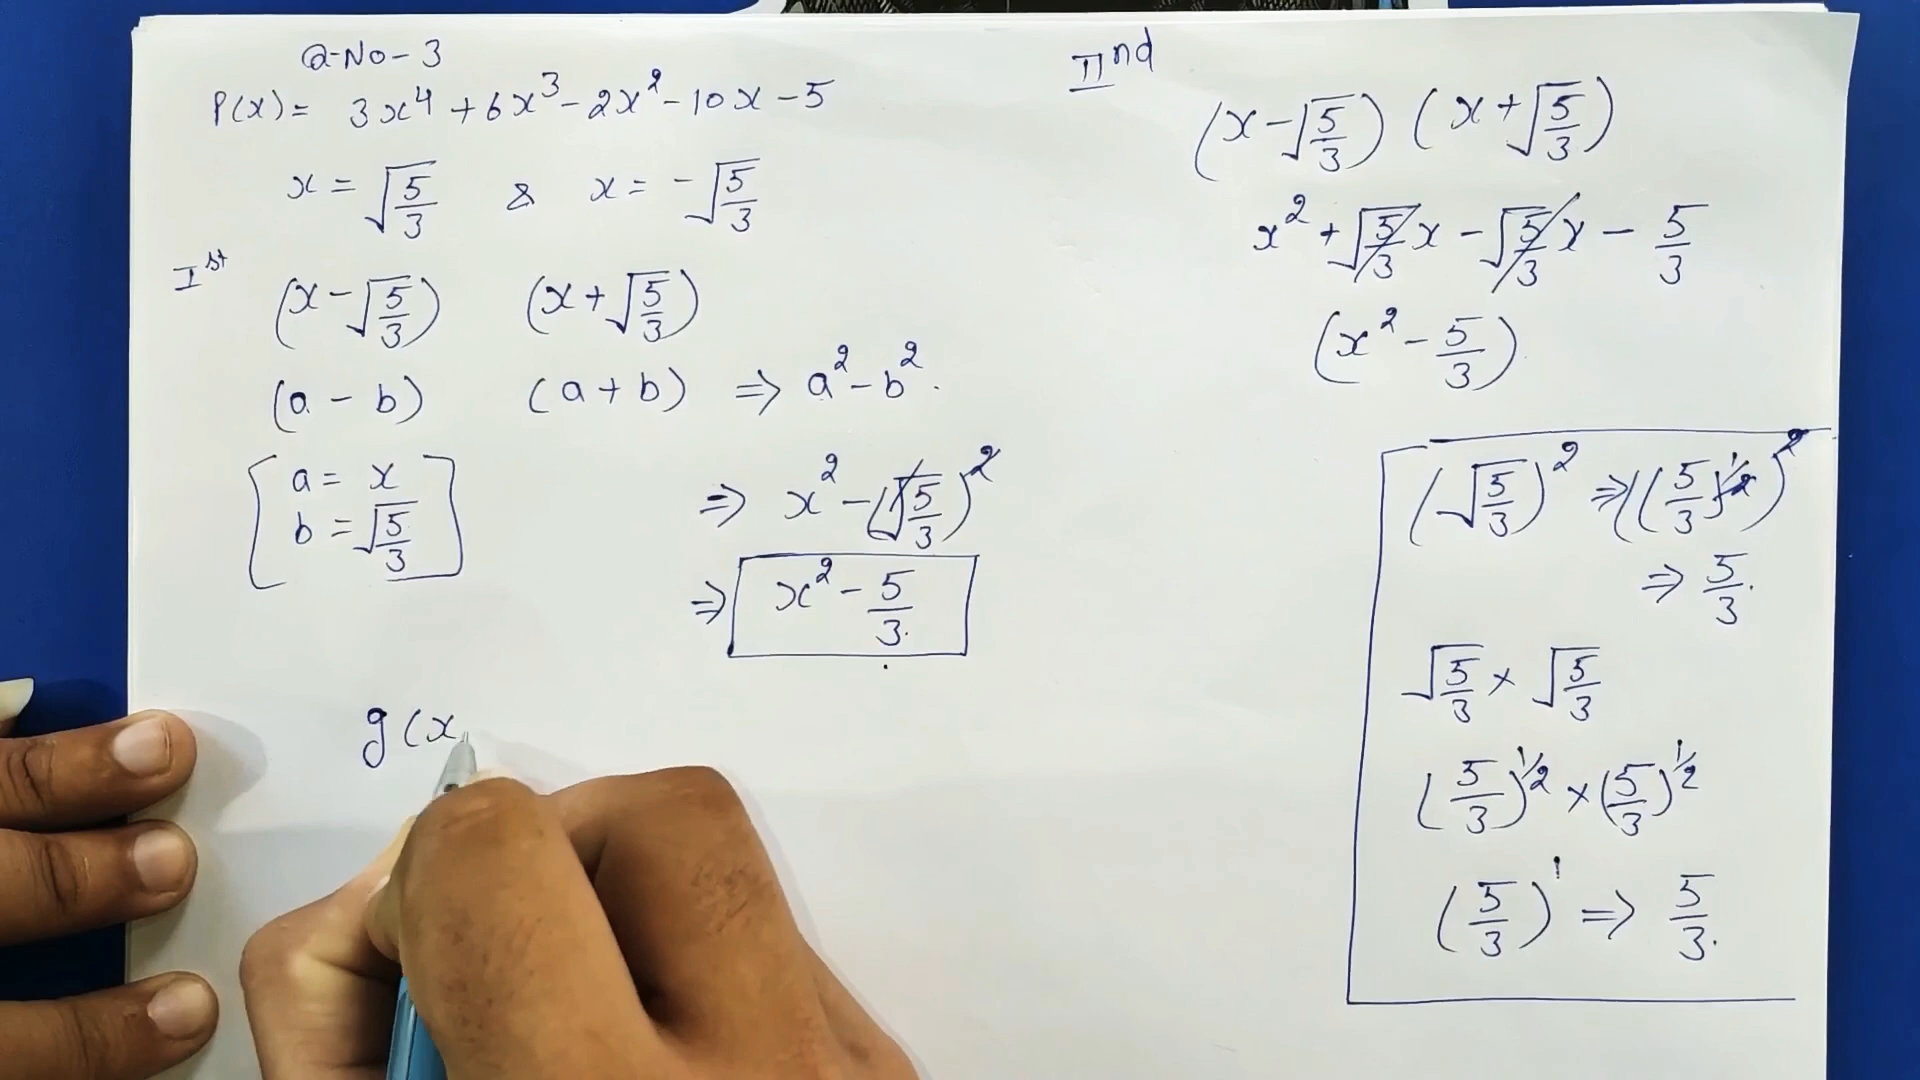 Q-No-3
P(x) = 3x⁴ + 6x³ - 2x² - 10x - 5
x = √(5/3) & x = -√(5/3)
Ist
(x - √(5/3)) (x + √(5/3))
(a - b) (a + b) ⇒ a² - b².
[a = x
b = √(5/3)]
⇒ x² - (√(5/3))²
⇒ x² - 5/3.
g(x
IInd
(x - √(5/3)) (x + √(5/3))
x² + √(5/3)x - √(5/3)x - 5/3
(x² - 5/3)
(√(5/3))² ⇒ ((5/3)^1/2)²
⇒ 5/3.
√(5/3) × √(5/3)
(5/3)^1/2 × (5/3)^1/2
(5/3)^1 ⇒ 5/3.